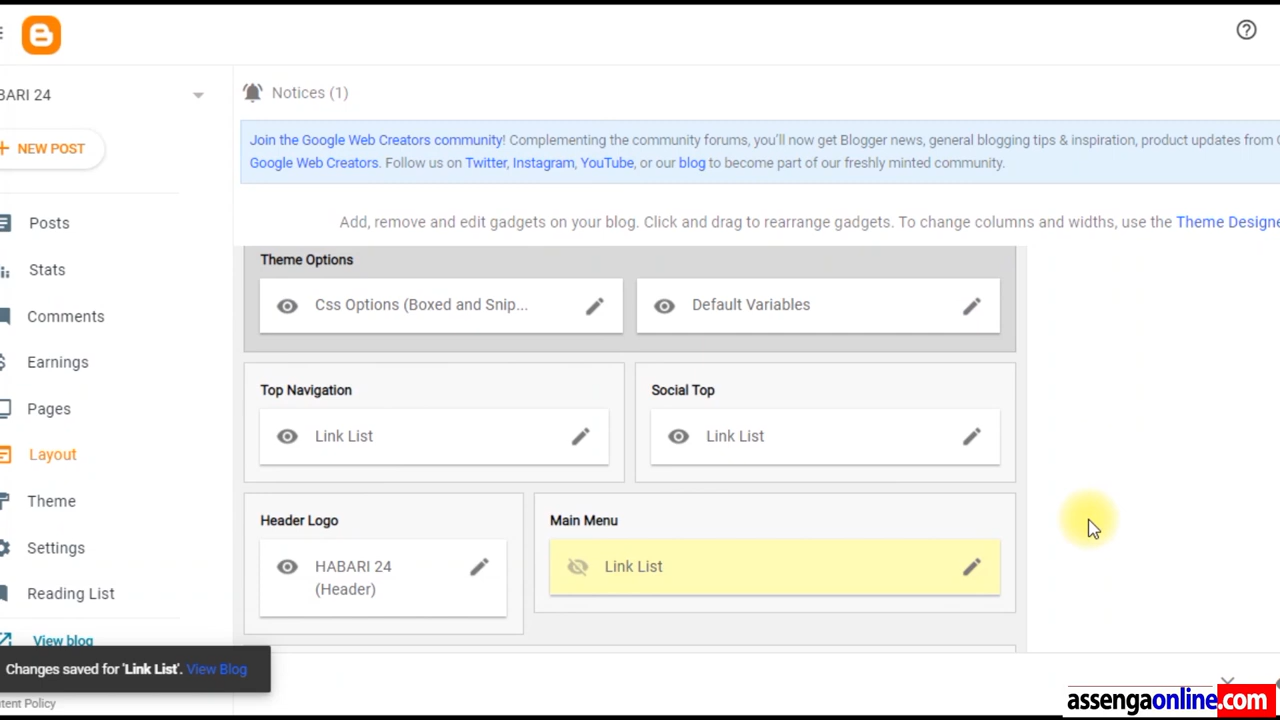 Notices (1)
BARI 24
Join the Google Web Creators community! Complementing the community forums, you'll now get Blogger news, general blogging tips & inspiration, product updates from
Google Web Creators. Follow us on Twitter, Instagram, YouTube, or our blog to become part of our freshly minted community.
+ NEW POST
Add, remove and edit gadgets on your blog. Click and drag to rearrange gadgets. To change columns and widths, use the Theme Designe
Posts
Stats
Comments
Earnings
Pages
Layout
Theme
Settings
Reading List
View blog
Theme Options
Css Options (Boxed and Snip...
Default Variables
Top Navigation
Link List
Social Top
Link List
Header Logo
HABARI 24
(Header)
Main Menu
Link List
Changes saved for 'Link List'. View Blog
tent Policy
assengaonline.com